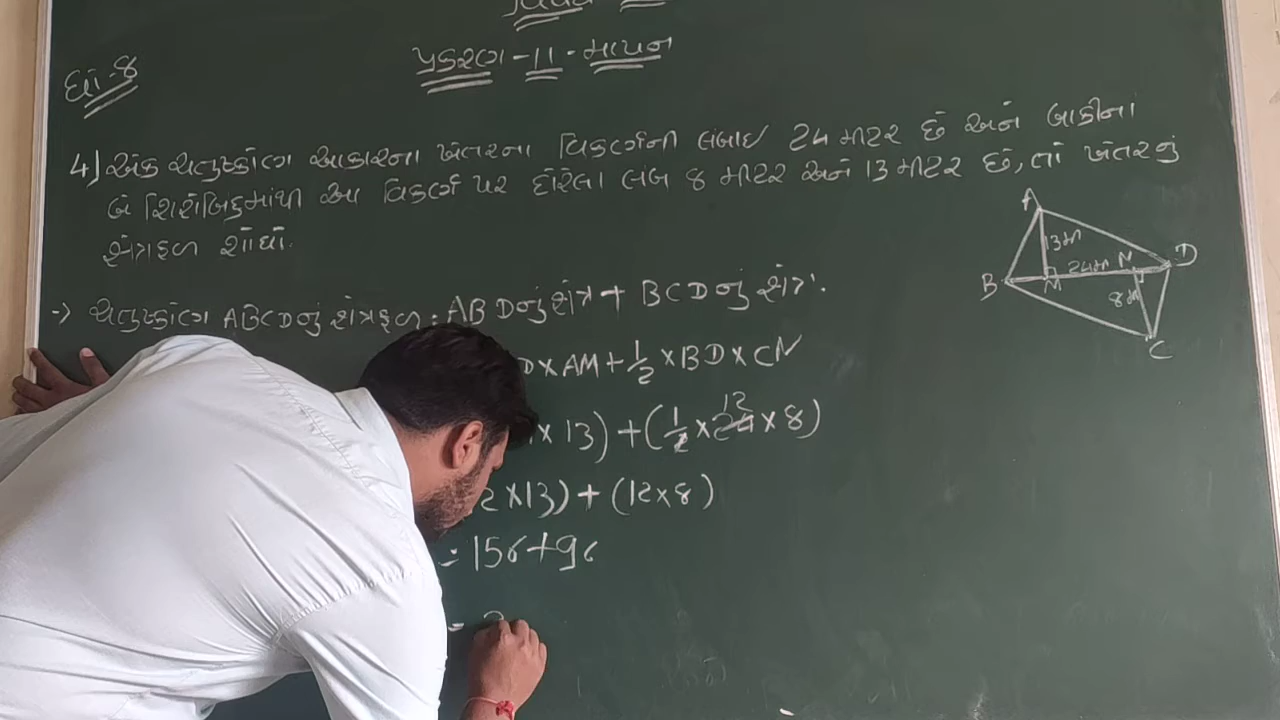 પ્રકરણ-11-માપન
ધો-8
4) એક ચતુષ્કોણ આકારના ખેતરના વિકર્ણની લંબાઈ 24 મીટર છે અને બાકીના
બે શિરોબિંદુમાંથી આ વિકર્ણ પર દોરેલા લંબ 8 મીટર અને 13 મીટર છે, તો ખેતરનું
ક્ષેત્રફળ શોધો.
A
13મી
B M 24મી N D
8મી
C
-> ચતુષ્કોણ ABCD નું ક્ષેત્રફળ = ABD નું ક્ષેત્ર + BCD નું ક્ષેત્ર.
D × AM + 1/2 × BD × CN
12
× 13) + (1/2 × 24 × 8)
2 × 13) + (12 × 8)
= 156 + 96
=